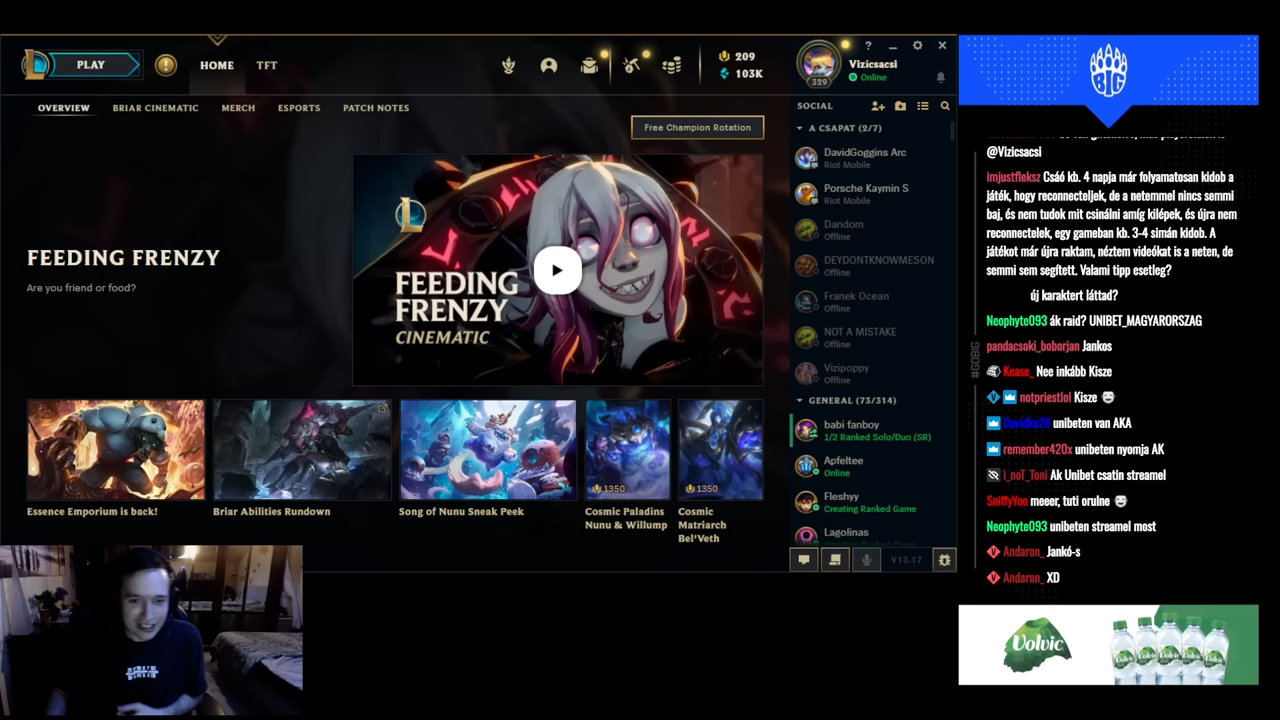 PLAY
HOME
TFT
209
103K
329
Vizicsacsi
Online
OVERVIEW
BRIAR CINEMATIC
MERCH
ESPORTS
PATCH NOTES
Free Champion Rotation
FEEDING FRENZY
Are you friend or food?
FEEDING
FRENZY
CINEMATIC
Essence Emporium is back!
Briar Abilities Rundown
Song of Nunu Sneak Peek
1350
Cosmic Paladins
Nunu & Willump
1350
Cosmic
Matriarch
Bel'Veth
SOCIAL
A CSAPAT (2/7)
DavidGoggins Arc
Riot Mobile
Porsche Kaymin S
Riot Mobile
Dandom
Offline
DEYDONTKNOWMESON
Offline
Franek Ocean
Offline
NOT A MISTAKE
Offline
Vizipoppy
Offline
GENERAL (73/314)
babi fanboy
1/2 Ranked Solo/Duo (SR)
Apfeltee
Online
Fleshyy
Creating Ranked Game
Lagolinas
V13.17
BIG
#GOBIG
@Vizicsacsi
imjustfleksz Csáó kb. 4 napja már folyamatosan kidob a
játék, hogy reconnecteljek, de a netemmel nincs semmi
baj, és nem tudok mit csinálni amíg kilépek, és újra nem
reconnectelek, egy gameban kb. 3-4 simán kidob. A
játékot már újra raktam, néztem videókat is a neten, de
semmi sem segített. Valami tipp esetleg?
új karaktert láttad?
Neophyte093 ák raid? UNIBET_MAGYARORSZAG
pandacsoki_boborjan Jankos
Kease_ Nee inkább Kisze
notpriestlol Kisze
Davidka26 unibeten van AKA
remember420x unibeten nyomja AK
I_noT_Toni Ak Unibet csatin streamel
SniffyYoo meeer, tuti orulne
Neophyte093 unibeten streamel most
Andaron_ Jankó-s
Andaron_ XD
Volvic